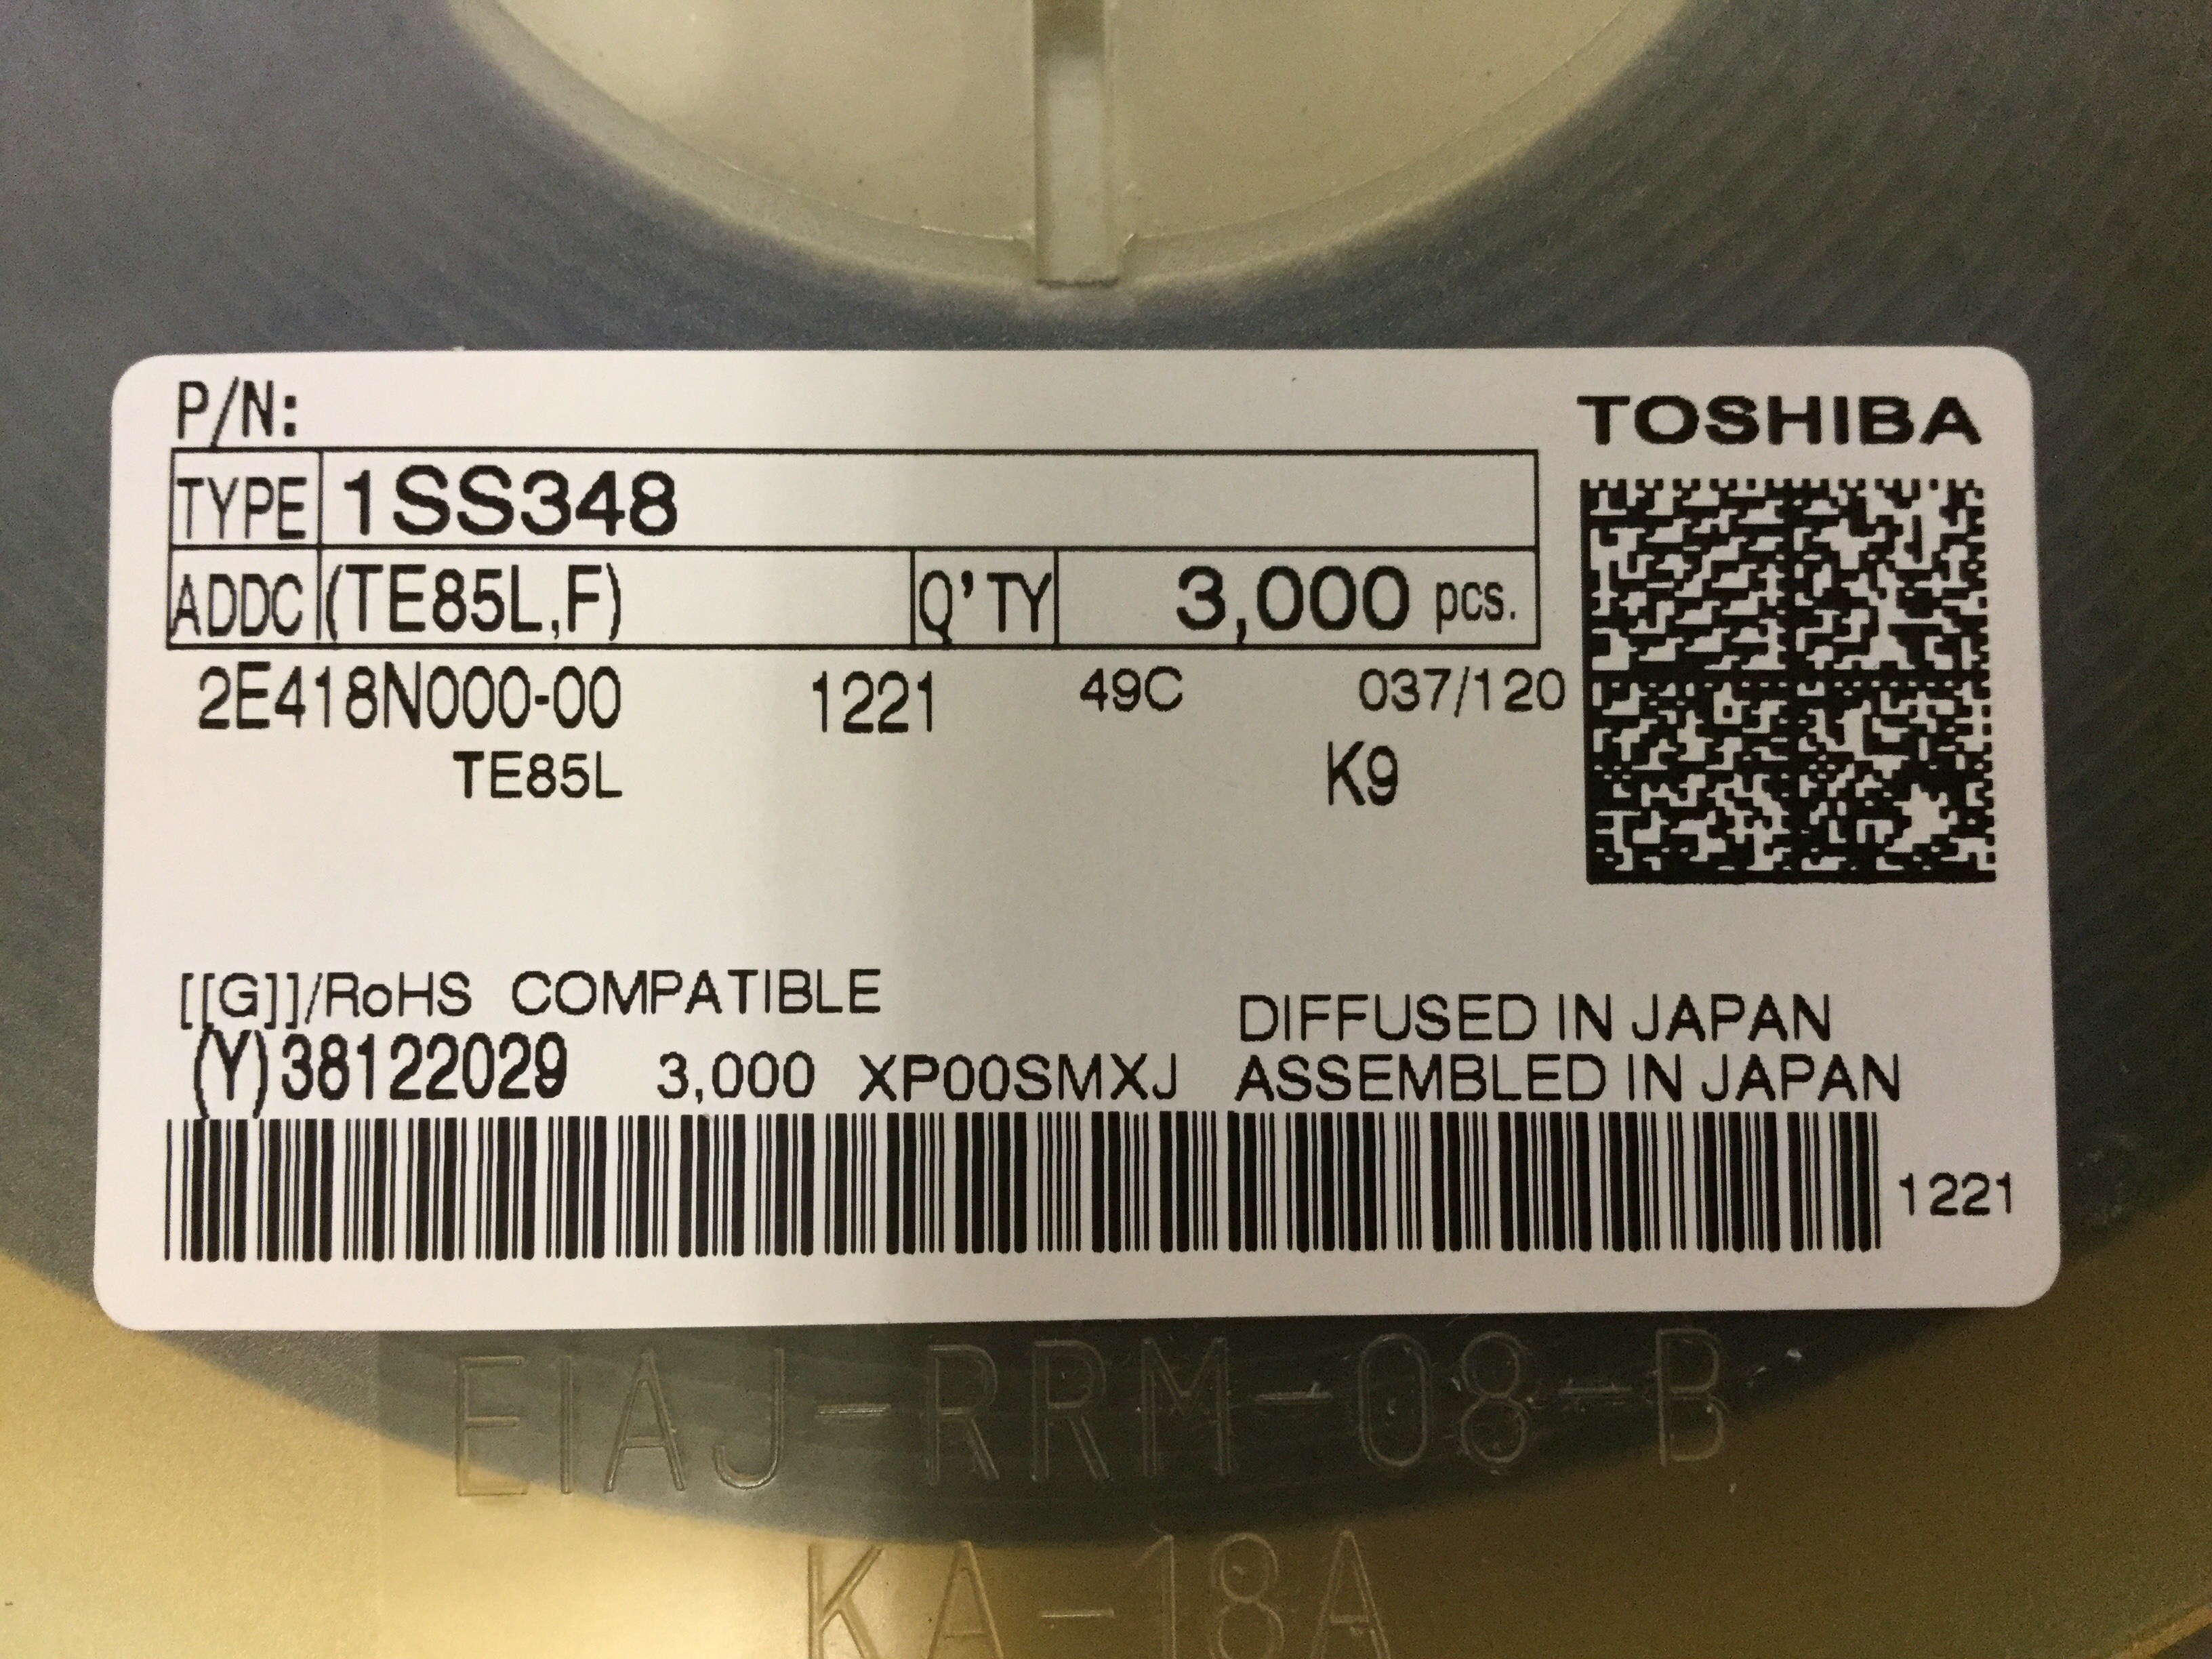 P/N:
TOSHIBA
TYPE 1SS348
ADDC (TE85L,F) Q'TY 3,000 pcs.
2E418N000-00 1221 49C 037/120
TE85L K9
[[G]]/RoHS COMPATIBLE
DIFFUSED IN JAPAN
(Y)38122029 3,000 XP00SMXJ ASSEMBLED IN JAPAN
1221
EIAJ-RRM-08-B
KA-18A